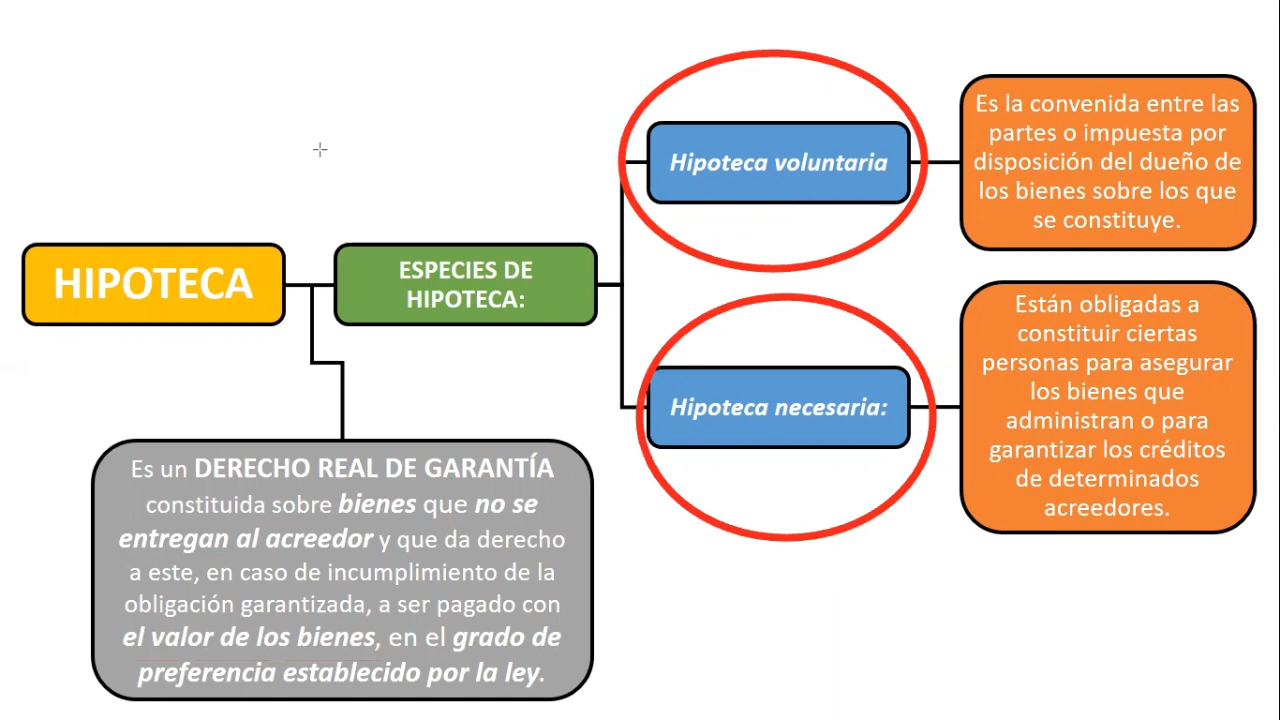 HIPOTECA
ESPECIES DE
HIPOTECA:
Hipoteca voluntaria
Es la convenida entre las
partes o impuesta por
disposición del dueño de
los bienes sobre los que
se constituye.
Hipoteca necesaria:
Están obligadas a
constituir ciertas
personas para asegurar
los bienes que
administran o para
garantizar los créditos
de determinados
acreedores.
Es un DERECHO REAL DE GARANTÍA
constituida sobre bienes que no se
entregan al acreedor y que da derecho
a este, en caso de incumplimiento de la
obligación garantizada, a ser pagado con
el valor de los bienes, en el grado de
preferencia establecido por la ley.